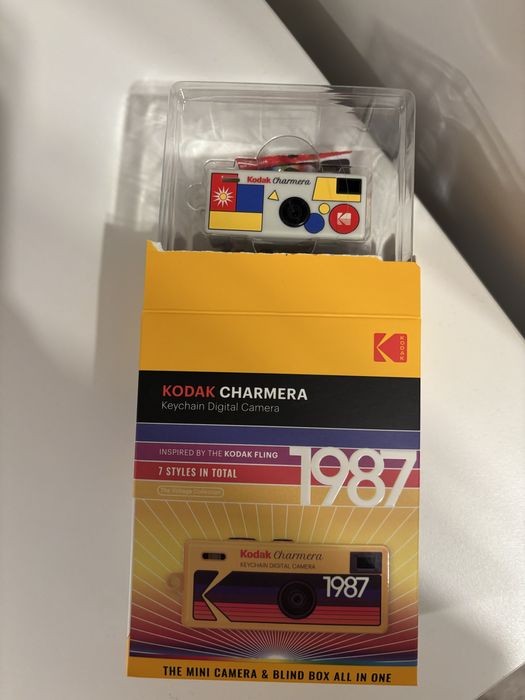 Kodak Charmera
KODAK
KODAK CHARMERA
Keychain Digital Camera
INSPIRED BY THE KODAK FLING
1987
7 STYLES IN TOTAL
The Vintage Collection
Kodak Charmera
KEYCHAIN DIGITAL CAMERA
1987
THE MINI CAMERA & BLIND BOX ALL IN ONE